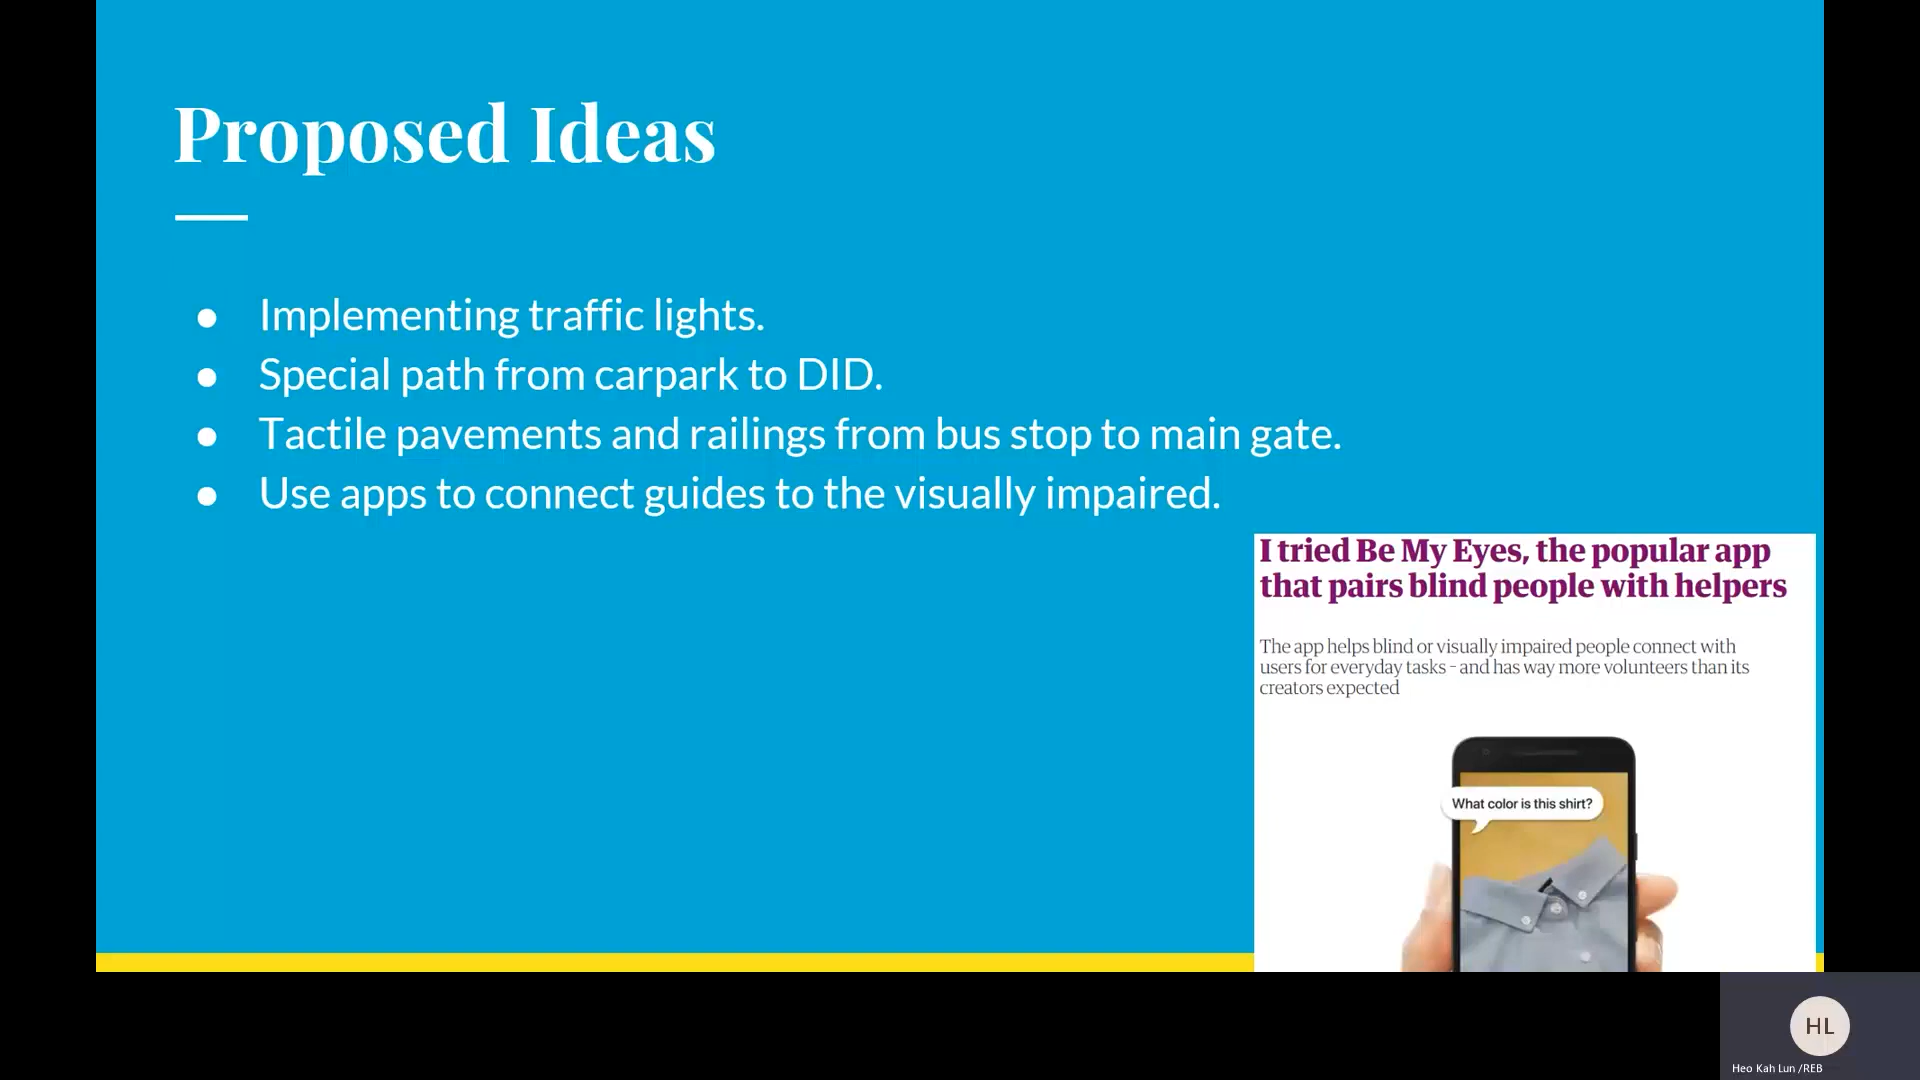 Proposed Ideas
● Implementing traffic lights.
● Special path from carpark to DID.
● Tactile pavements and railings from bus stop to main gate.
● Use apps to connect guides to the visually impaired.
I tried Be My Eyes, the popular app
that pairs blind people with helpers
The app helps blind or visually impaired people connect with
users for everyday tasks – and has way more volunteers than its
creators expected
What color is this shirt?
HL
Heo Kah Lun /REB